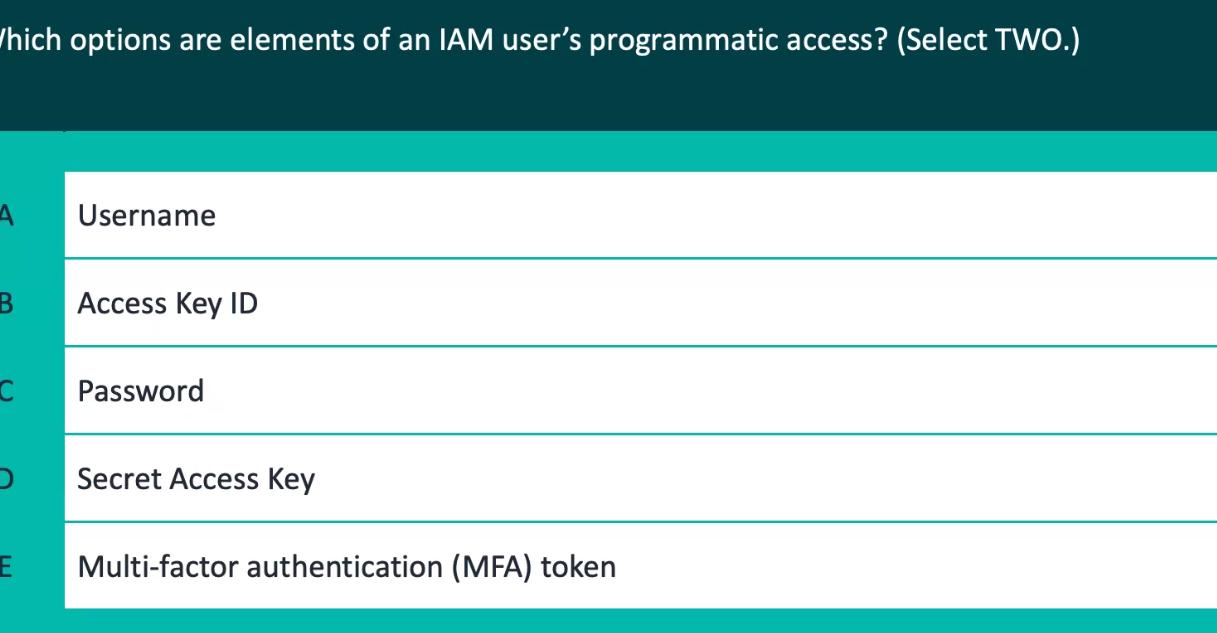 Which options are elements of an IAM user's programmatic access? (Select TWO.)
A Username
B Access Key ID
C Password
D Secret Access Key
E Multi-factor authentication (MFA) token